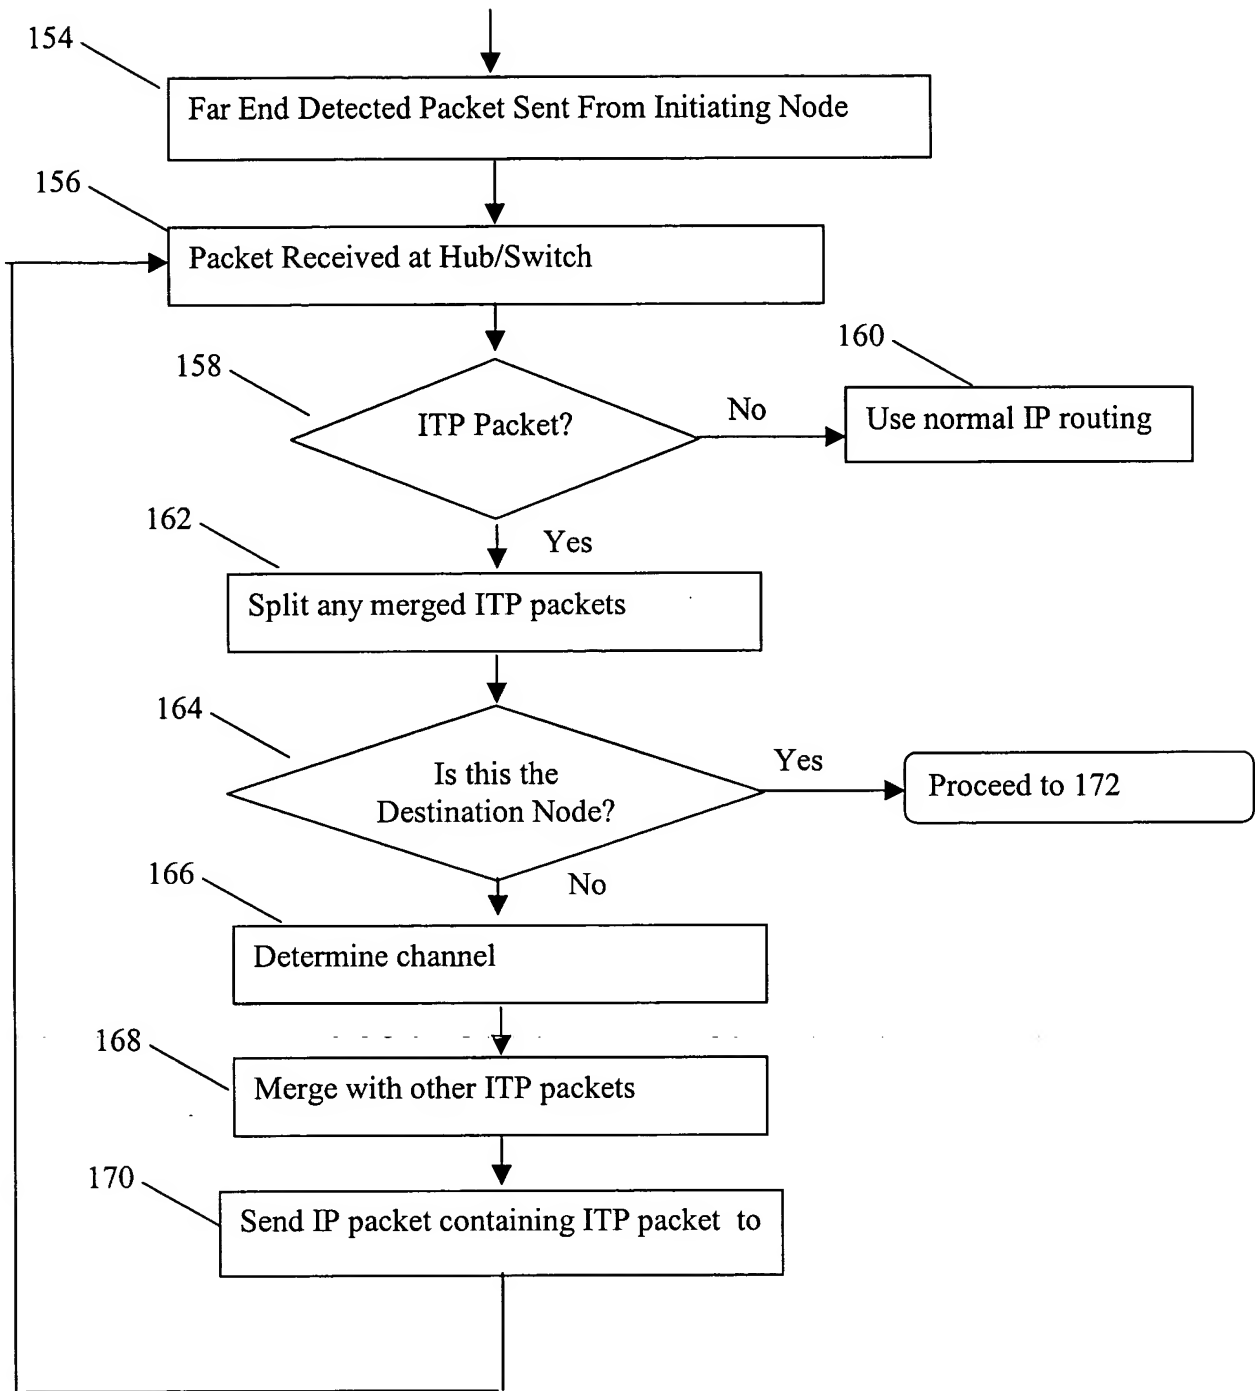 154
Far End Detected Packet Sent From Initiating Node
156
Packet Received at Hub/Switch
160
158
ITP Packet?
No
Use normal IP routing
162
Yes
Split any merged ITP packets
164
Is this the
Destination Node?
Yes
Proceed to 172
166
No
Determine channel
168
Merge with other ITP packets
170
Send IP packet containing ITP packet to